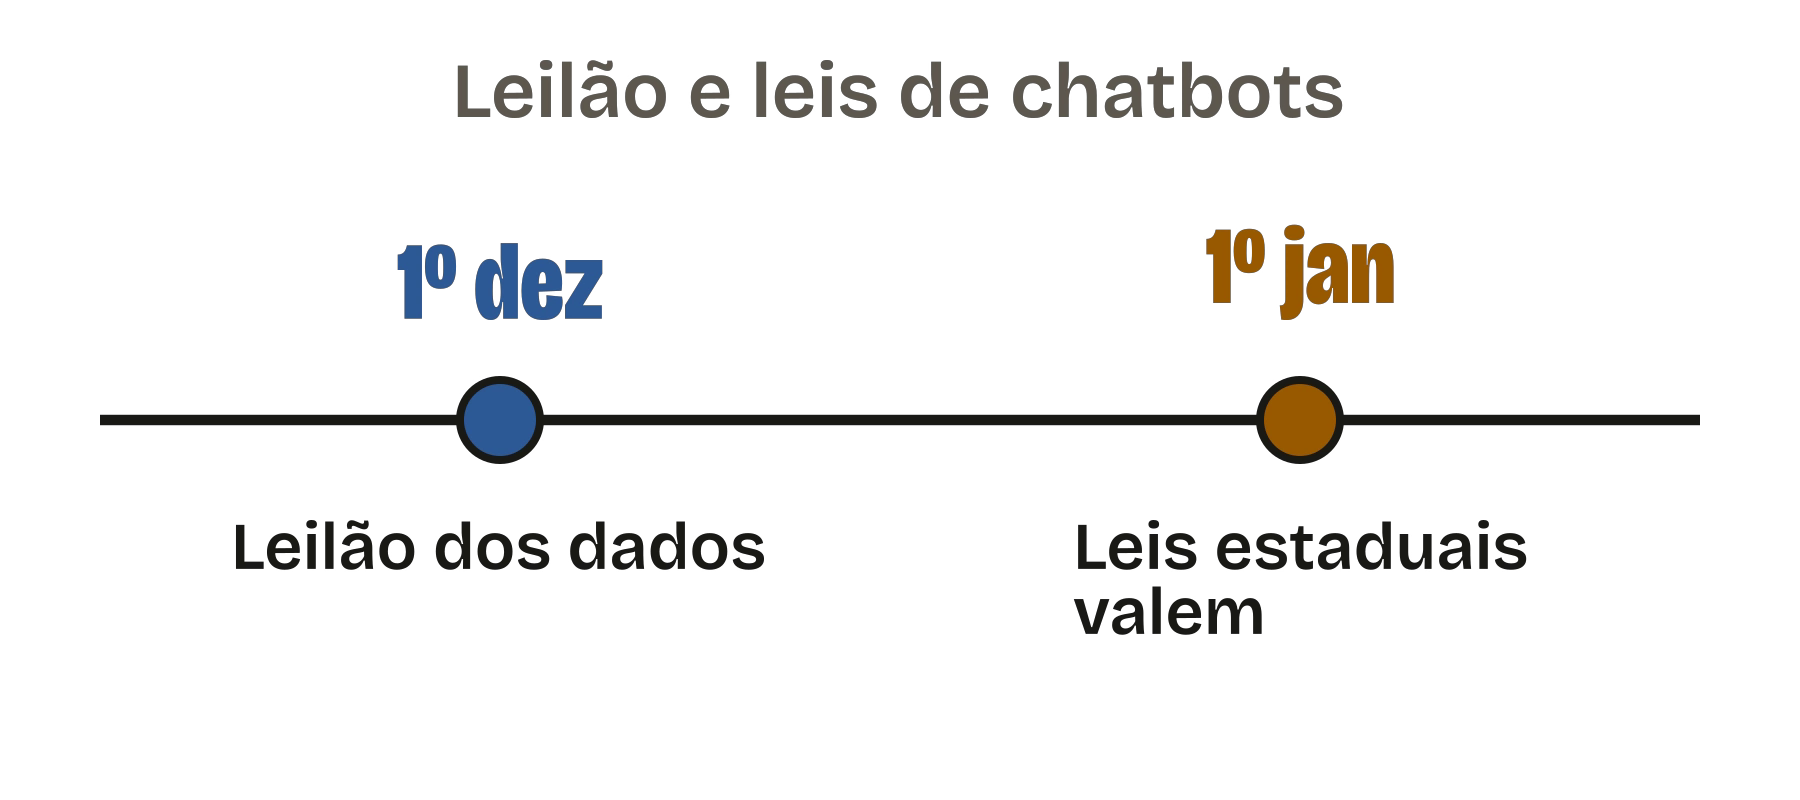 Leilão e leis de chatbots
1º dez
1º jan
Leilão dos dados
Leis estaduais
valem